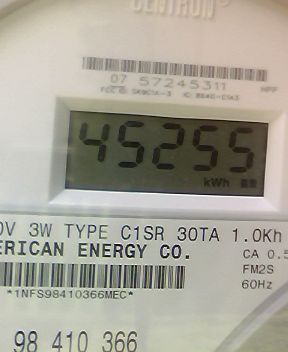 CENTRON
07 57245311
45255
kWh
0V 3W TYPE C1SR 30TA 1.0Kh
ERICAN ENERGY CO.
CA 0.5
FM2S
60Hz
*1NFS98410366MEC*
98 410 366